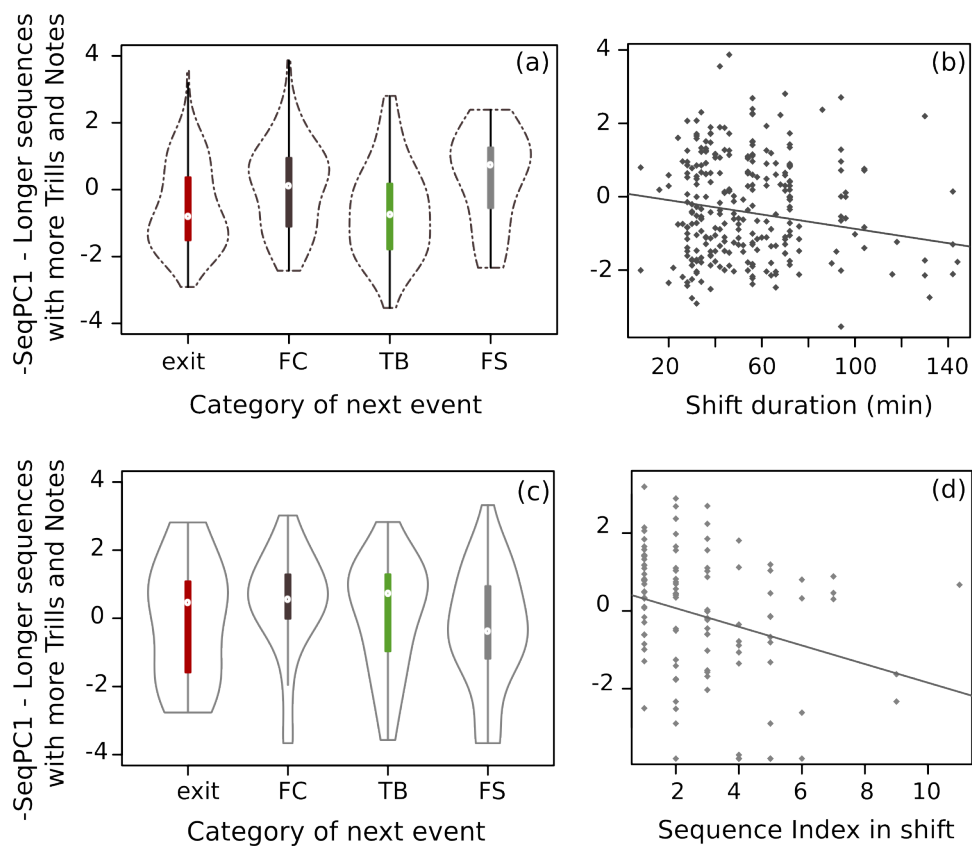 -SeqPC1 - Longer sequences
with more Trills and Notes
4
2
0
-2
-4
(a)
exit FC TB FS
Category of next event
4
2
0
-2
(b)
20 60 100 140
Shift duration (min)
-SeqPC1 - Longer sequences
with more Trills and Notes
4
2
0
-2
-4
(c)
exit FC TB FS
Category of next event
2
0
-2
(d)
2 4 6 8 10
Sequence Index in shift